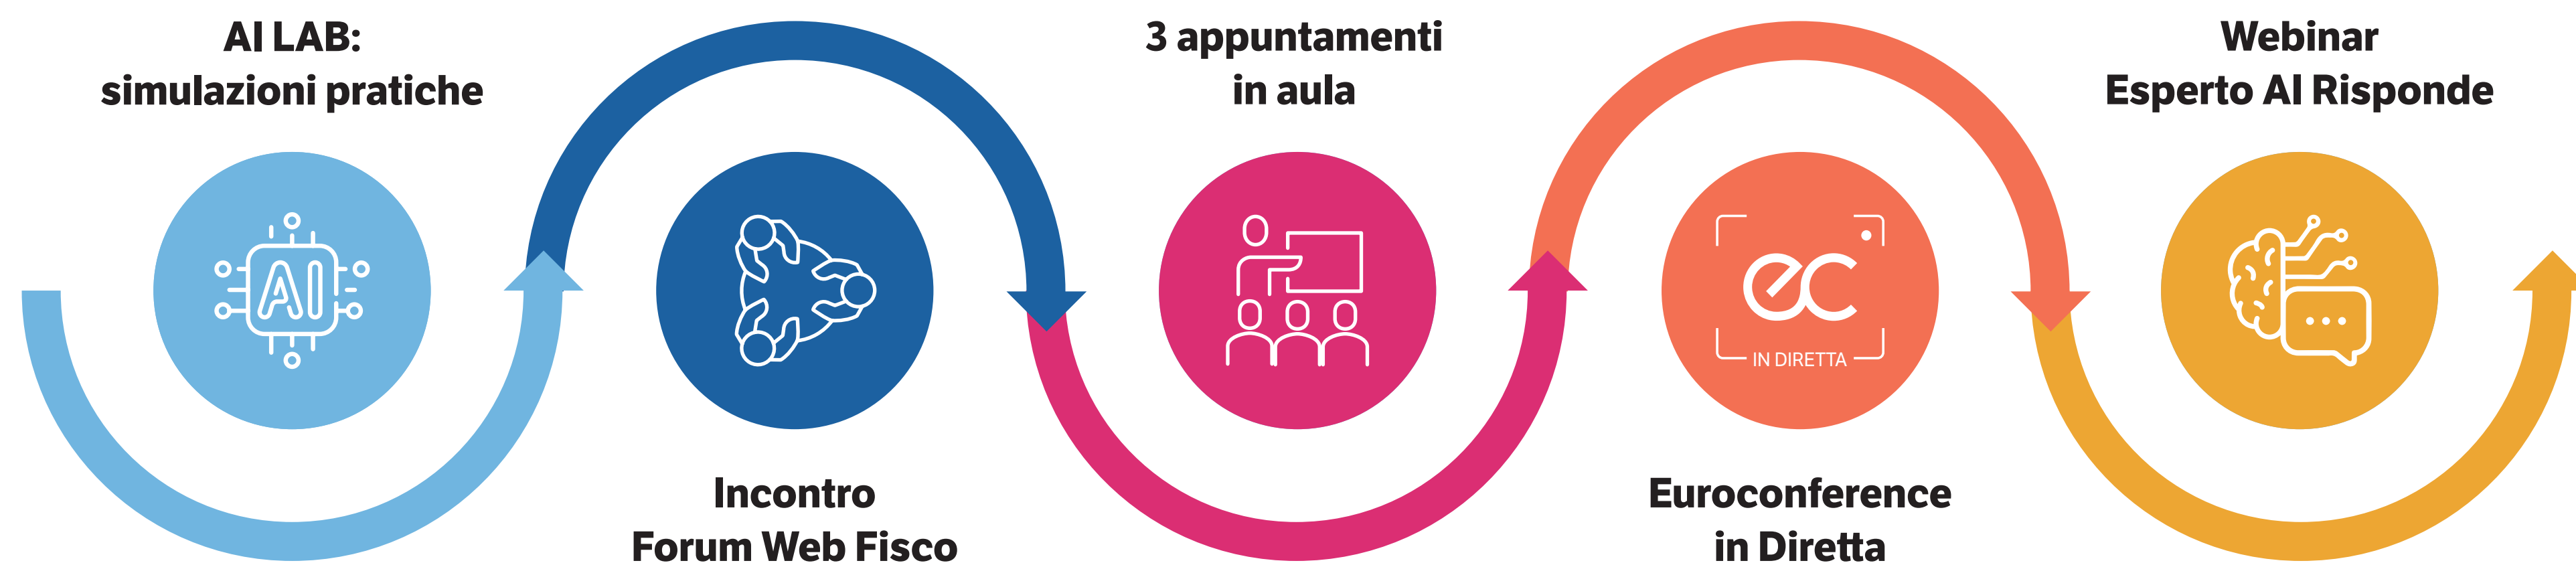 AI LAB:
simulazioni pratiche
AI
Incontro
Forum Web Fisco
3 appuntamenti
in aula
ec
IN DIRETTA
Euroconference
in Diretta
Webinar
Esperto AI Risponde